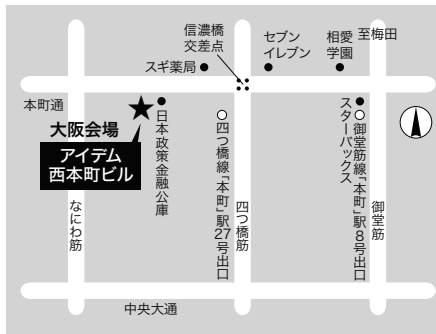 信濃橋
交差点
セブン
イレブン
相愛
学園
至梅田
スギ薬局
本町通
大阪会場
アイデム
西本町ビル
日本政策金融公庫
四つ橋線「本町」駅27号出口
スターバックス
御堂筋線「本町」駅8号出口
なにわ筋
四つ橋筋
御堂筋
中央大通